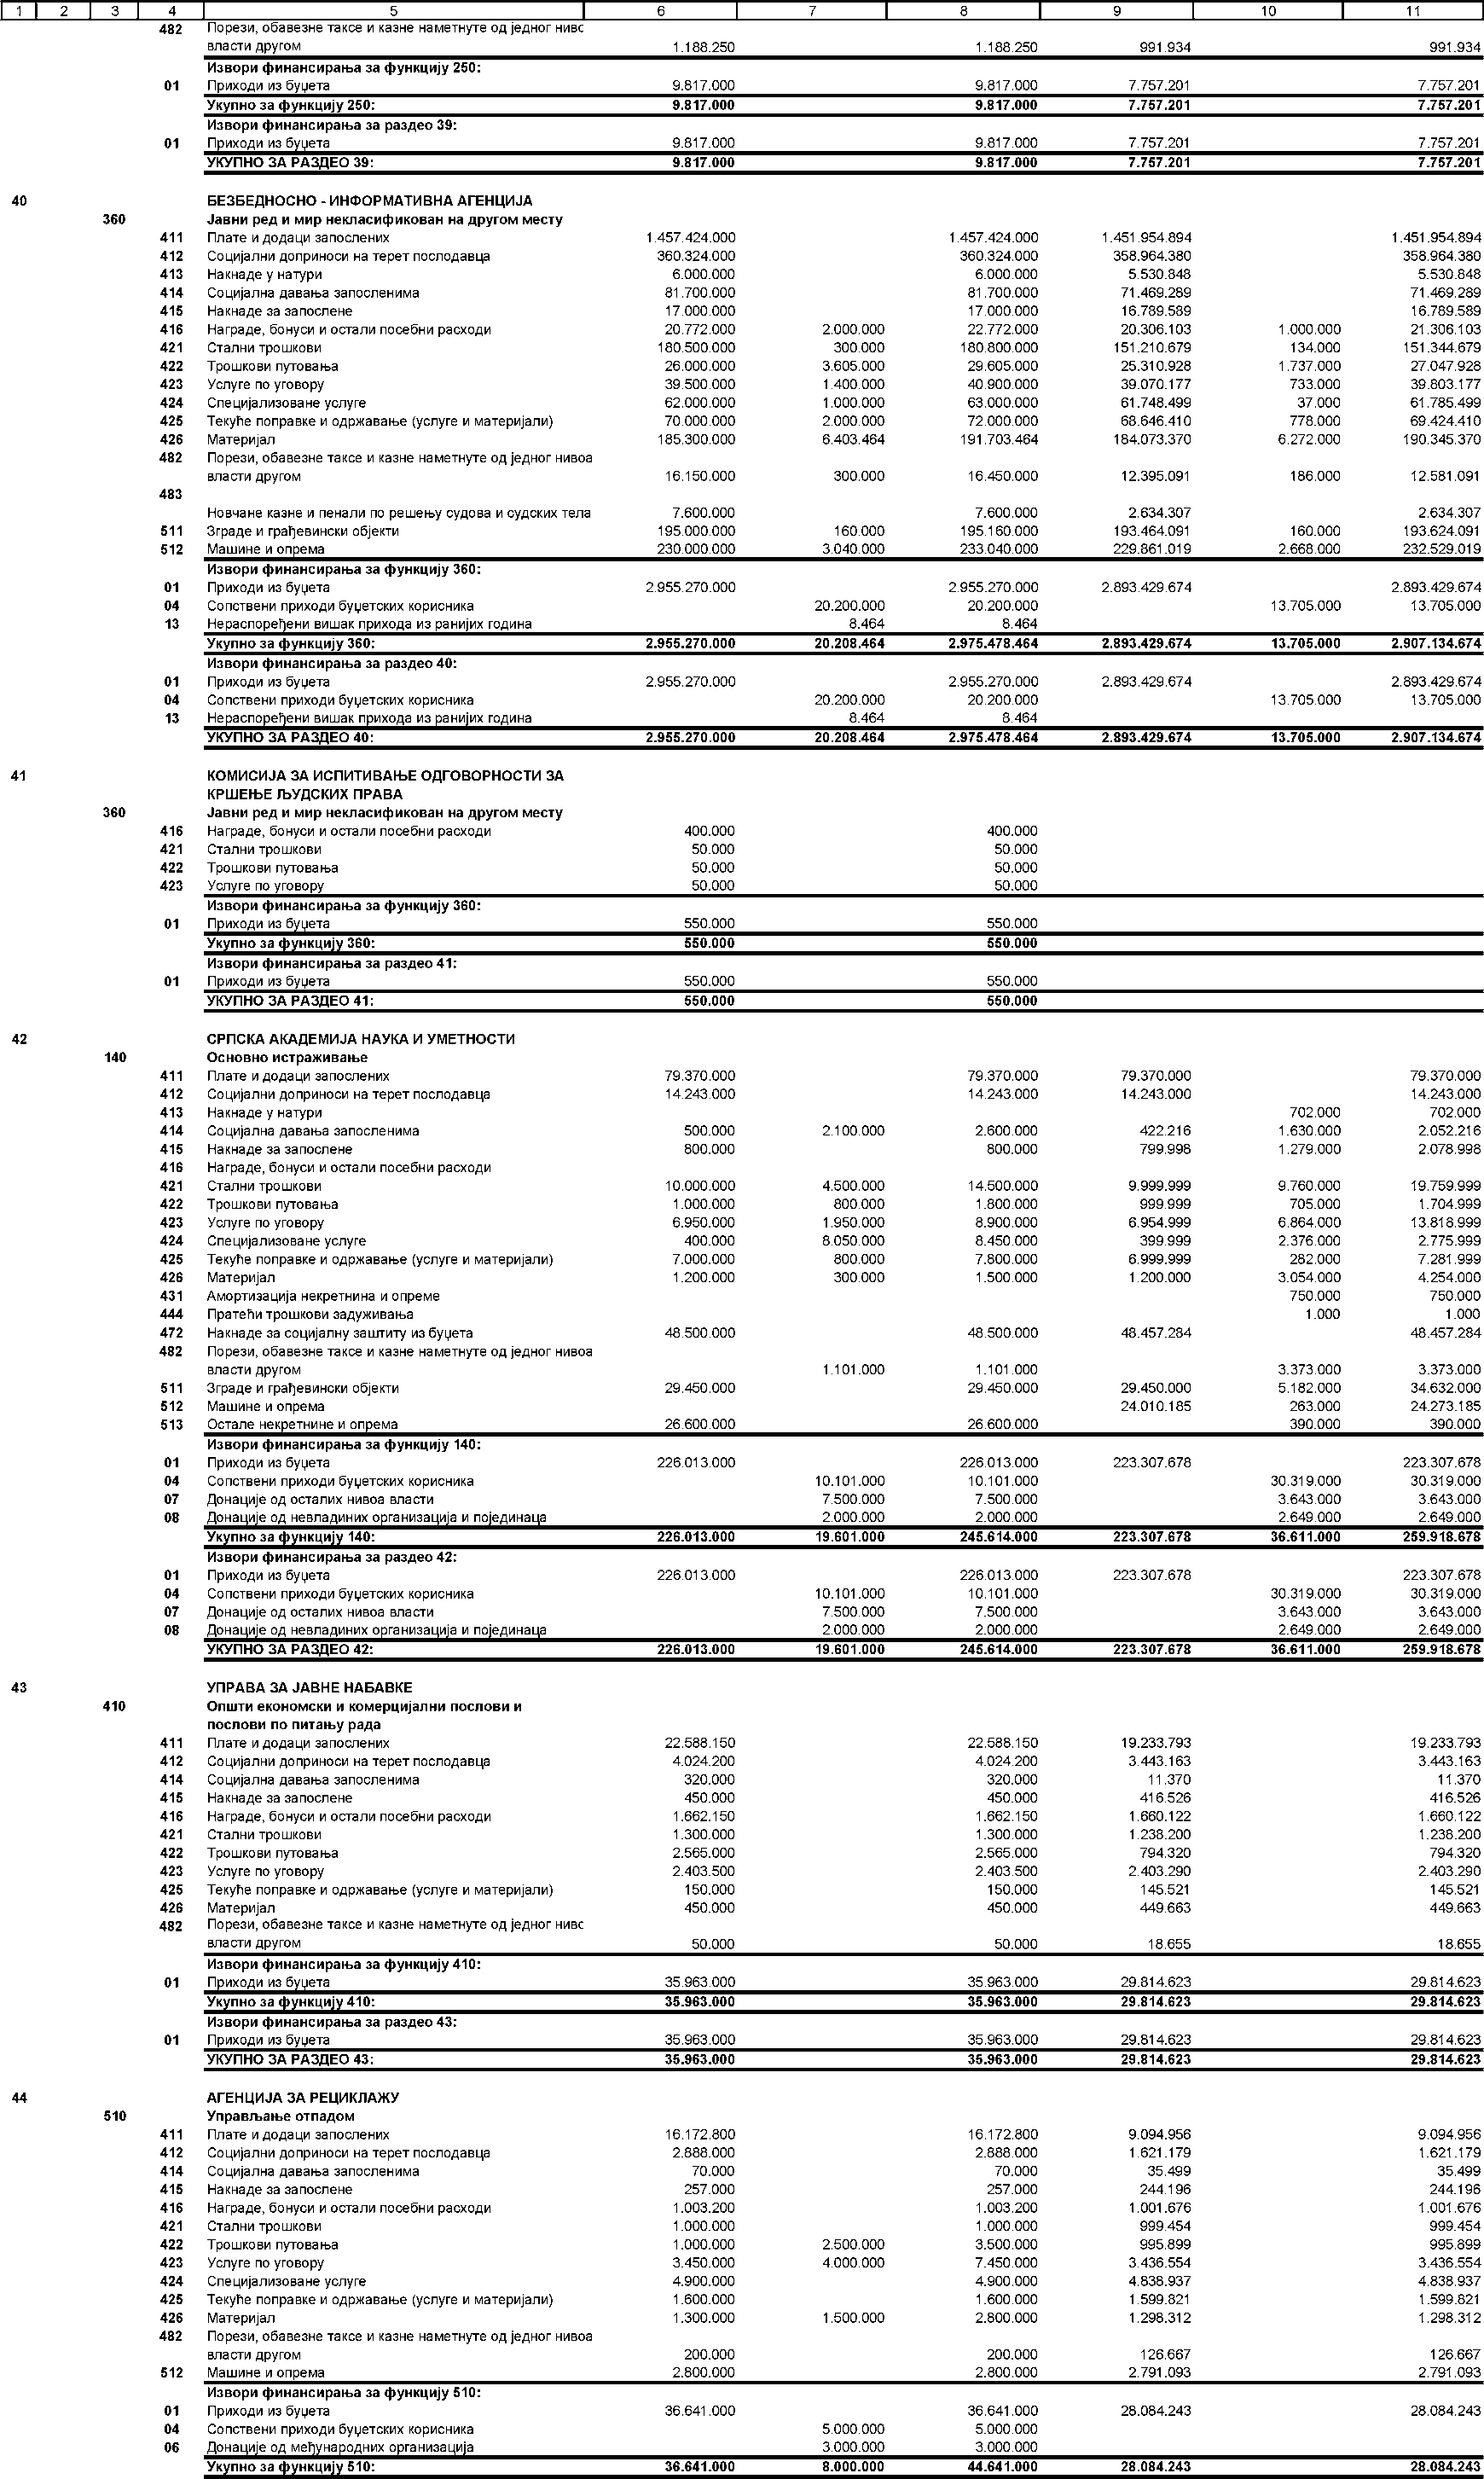 1 2 3 4 5 6 7 8 9 10 11
482 Порези, обавезне таксе и казне наметнуте од једног нивс
власти другом 1.188.250 1.188.250 991.934 991.934
Извори финансирања за функцију 250:
01 Приходи из буџета 9.817.000 9.817.000 7.757.201 7.757.201
Укупно за функцију 250: 9.817.000 9.817.000 7.757.201 7.757.201
Извори финансирања за раздео 39:
01 Приходи из буџета 9.817.000 9.817.000 7.757.201 7.757.201
УКУПНО ЗА РАЗДЕО 39: 9.817.000 9.817.000 7.757.201 7.757.201
40 БЕЗБЕДНОСНО - ИНФОРМАТИВНА АГЕНЦИЈА
360 Јавни ред и мир некласификован на другом месту
411 Плате и додаци запослених 1.457.424.000 1.457.424.000 1.451.954.894 1.451.954.894
412 Социјални доприноси на терет послодавца 360.324.000 360.324.000 358.964.380 358.964.380
413 Накнаде у натури 6.000.000 6.000.000 5.530.848 5.530.848
414 Социјална давања запосленима 81.700.000 81.700.000 71.469.289 71.469.289
415 Накнаде за запослене 17.000.000 17.000.000 16.789.589 16.789.589
416 Награде, бонуси и остали посебни расходи 20.772.000 2.000.000 22.772.000 20.306.103 1.000.000 21.306.103
421 Стални трошкови 180.500.000 300.000 180.800.000 151.210.679 134.000 151.344.679
422 Трошкови путовања 26.000.000 3.605.000 29.605.000 25.310.928 1.737.000 27.047.928
423 Услуге по уговору 39.500.000 1.400.000 40.900.000 39.070.177 733.000 39.803.177
424 Специјализоване услуге 62.000.000 1.000.000 63.000.000 61.748.499 37.000 61.785.499
425 Текуће поправке и одржавање (услуге и материјали) 70.000.000 2.000.000 72.000.000 68.646.410 778.000 69.424.410
426 Материјал 185.300.000 6.403.464 191.703.464 184.073.370 6.272.000 190.345.370
482 Порези, обавезне таксе и казне наметнуте од једног нивоа
власти другом 16.150.000 300.000 16.450.000 12.395.091 186.000 12.581.091
483
Новчане казне и пенали по решењу судова и судских тела 7.600.000 7.600.000 2.634.307 2.634.307
511 Зграде и грађевински објекти 195.000.000 160.000 195.160.000 193.464.091 160.000 193.624.091
512 Машине и опрема 230.000.000 3.040.000 233.040.000 229.861.019 2.668.000 232.529.019
Извори финансирања за функцију 360:
01 Приходи из буџета 2.955.270.000 2.955.270.000 2.893.429.674 2.893.429.674
04 Сопствени приходи буџетских корисника 20.200.000 20.200.000 13.705.000 13.705.000
13 Нераспоређени вишак прихода из ранијих година 8.464 8.464
Укупно за функцију 360: 2.955.270.000 20.208.464 2.975.478.464 2.893.429.674 13.705.000 2.907.134.674
Извори финансирања за раздео 40:
01 Приходи из буџета 2.955.270.000 2.955.270.000 2.893.429.674 2.893.429.674
04 Сопствени приходи буџетских корисника 20.200.000 20.200.000 13.705.000 13.705.000
13 Нераспоређени вишак прихода из ранијих година 8.464 8.464
УКУПНО ЗА РАЗДЕО 40: 2.955.270.000 20.208.464 2.975.478.464 2.893.429.674 13.705.000 2.907.134.674
41 КОМИСИЈА ЗА ИСПИТИВАЊЕ ОДГОВОРНОСТИ ЗА
КРШЕЊЕ ЉУДСКИХ ПРАВА
360 Јавни ред и мир некласификован на другом месту
416 Награде, бонуси и остали посебни расходи 400.000 400.000
421 Стални трошкови 50.000 50.000
422 Трошкови путовања 50.000 50.000
423 Услуге по уговору 50.000 50.000
Извори финансирања за функцију 360:
01 Приходи из буџета 550.000 550.000
Укупно за функцију 360: 550.000 550.000
Извори финансирања за раздео 41:
01 Приходи из буџета 550.000 550.000
УКУПНО ЗА РАЗДЕО 41: 550.000 550.000
42 СРПСКА АКАДЕМИЈА НАУКА И УМЕТНОСТИ
140 Основно истраживање
411 Плате и додаци запослених 79.370.000 79.370.000 79.370.000 79.370.000
412 Социјални доприноси на терет послодавца 14.243.000 14.243.000 14.243.000 14.243.000
413 Накнаде у натури 702.000 702.000
414 Социјална давања запосленима 500.000 2.100.000 2.600.000 422.216 1.630.000 2.052.216
415 Накнаде за запослене 800.000 800.000 799.998 1.279.000 2.078.998
416 Награде, бонуси и остали посебни расходи
421 Стални трошкови 10.000.000 4.500.000 14.500.000 9.999.999 9.760.000 19.759.999
422 Трошкови путовања 1.000.000 800.000 1.800.000 999.999 705.000 1.704.999
423 Услуге по уговору 6.950.000 1.950.000 8.900.000 6.954.999 6.864.000 13.818.999
424 Специјализоване услуге 400.000 8.050.000 8.450.000 399.999 2.376.000 2.775.999
425 Текуће поправке и одржавање (услуге и материјали) 7.000.000 800.000 7.800.000 6.999.999 282.000 7.281.999
426 Материјал 1.200.000 300.000 1.500.000 1.200.000 3.054.000 4.254.000
431 Амортизација некретнина и опреме 750.000 750.000
444 Пратећи трошкови задуживања 1.000 1.000
472 Накнаде за социјалну заштиту из буџета 48.500.000 48.500.000 48.457.284 48.457.284
482 Порези, обавезне таксе и казне наметнуте од једног нивоа
власти другом 1.101.000 1.101.000 3.373.000 3.373.000
511 Зграде и грађевински објекти 29.450.000 29.450.000 29.450.000 5.182.000 34.632.000
512 Машине и опрема 24.010.185 263.000 24.273.185
513 Остале некретнине и опрема 26.600.000 26.600.000 390.000 390.000
Извори финансирања за функцију 140:
01 Приходи из буџета 226.013.000 226.013.000 223.307.678 223.307.678
04 Сопствени приходи буџетских корисника 10.101.000 10.101.000 30.319.000 30.319.000
07 Донације од осталих нивоа власти 7.500.000 7.500.000 3.643.000 3.643.000
08 Донације од невладиних организација и појединаца 2.000.000 2.000.000 2.649.000 2.649.000
Укупно за функцију 140: 226.013.000 19.601.000 245.614.000 223.307.678 36.611.000 259.918.678
Извори финансирања за раздео 42:
01 Приходи из буџета 226.013.000 226.013.000 223.307.678 223.307.678
04 Сопствени приходи буџетских корисника 10.101.000 10.101.000 30.319.000 30.319.000
07 Донације од осталих нивоа власти 7.500.000 7.500.000 3.643.000 3.643.000
08 Донације од невладиних организација и појединаца 2.000.000 2.000.000 2.649.000 2.649.000
УКУПНО ЗА РАЗДЕО 42: 226.013.000 19.601.000 245.614.000 223.307.678 36.611.000 259.918.678
43 УПРАВА ЗА ЈАВНЕ НАБАВКЕ
410 Општи економски и комерцијални послови и
послови по питању рада
411 Плате и додаци запослених 22.588.150 22.588.150 19.233.793 19.233.793
412 Социјални доприноси на терет послодавца 4.024.200 4.024.200 3.443.163 3.443.163
414 Социјална давања запосленима 320.000 320.000 11.370 11.370
415 Накнаде за запослене 450.000 450.000 416.526 416.526
416 Награде, бонуси и остали посебни расходи 1.662.150 1.662.150 1.660.122 1.660.122
421 Стални трошкови 1.300.000 1.300.000 1.238.200 1.238.200
422 Трошкови путовања 2.565.000 2.565.000 794.320 794.320
423 Услуге по уговору 2.403.500 2.403.500 2.403.290 2.403.290
425 Текуће поправке и одржавање (услуге и материјали) 150.000 150.000 145.521 145.521
426 Материјал 450.000 450.000 449.663 449.663
482 Порези, обавезне таксе и казне наметнуте од једног нивс
власти другом 50.000 50.000 18.655 18.655
Извори финансирања за функцију 410:
01 Приходи из буџета 35.963.000 35.963.000 29.814.623 29.814.623
Укупно за функцију 410: 35.963.000 35.963.000 29.814.623 29.814.623
Извори финансирања за раздео 43:
01 Приходи из буџета 35.963.000 35.963.000 29.814.623 29.814.623
УКУПНО ЗА РАЗДЕО 43: 35.963.000 35.963.000 29.814.623 29.814.623
44 АГЕНЦИЈА ЗА РЕЦИКЛАЖУ
510 Управљање отпадом
411 Плате и додаци запослених 16.172.800 16.172.800 9.094.956 9.094.956
412 Социјални доприноси на терет послодавца 2.888.000 2.888.000 1.621.179 1.621.179
414 Социјална давања запосленима 70.000 70.000 35.499 35.499
415 Накнаде за запослене 257.000 257.000 244.196 244.196
416 Награде, бонуси и остали посебни расходи 1.003.200 1.003.200 1.001.676 1.001.676
421 Стални трошкови 1.000.000 1.000.000 999.454 999.454
422 Трошкови путовања 1.000.000 2.500.000 3.500.000 995.899 995.899
423 Услуге по уговору 3.450.000 4.000.000 7.450.000 3.436.554 3.436.554
424 Специјализоване услуге 4.900.000 4.900.000 4.838.937 4.838.937
425 Текуће поправке и одржавање (услуге и материјали) 1.600.000 1.600.000 1.599.821 1.599.821
426 Материјал 1.300.000 1.500.000 2.800.000 1.298.312 1.298.312
482 Порези, обавезне таксе и казне наметнуте од једног нивоа
власти другом 200.000 200.000 126.667 126.667
512 Машине и опрема 2.800.000 2.800.000 2.791.093 2.791.093
Извори финансирања за функцију 510:
01 Приходи из буџета 36.641.000 36.641.000 28.084.243 28.084.243
04 Сопствени приходи буџетских корисника 5.000.000 5.000.000
06 Донације од међународних организација 3.000.000 3.000.000
Укупно за функцију 510: 36.641.000 8.000.000 44.641.000 28.084.243 28.084.243